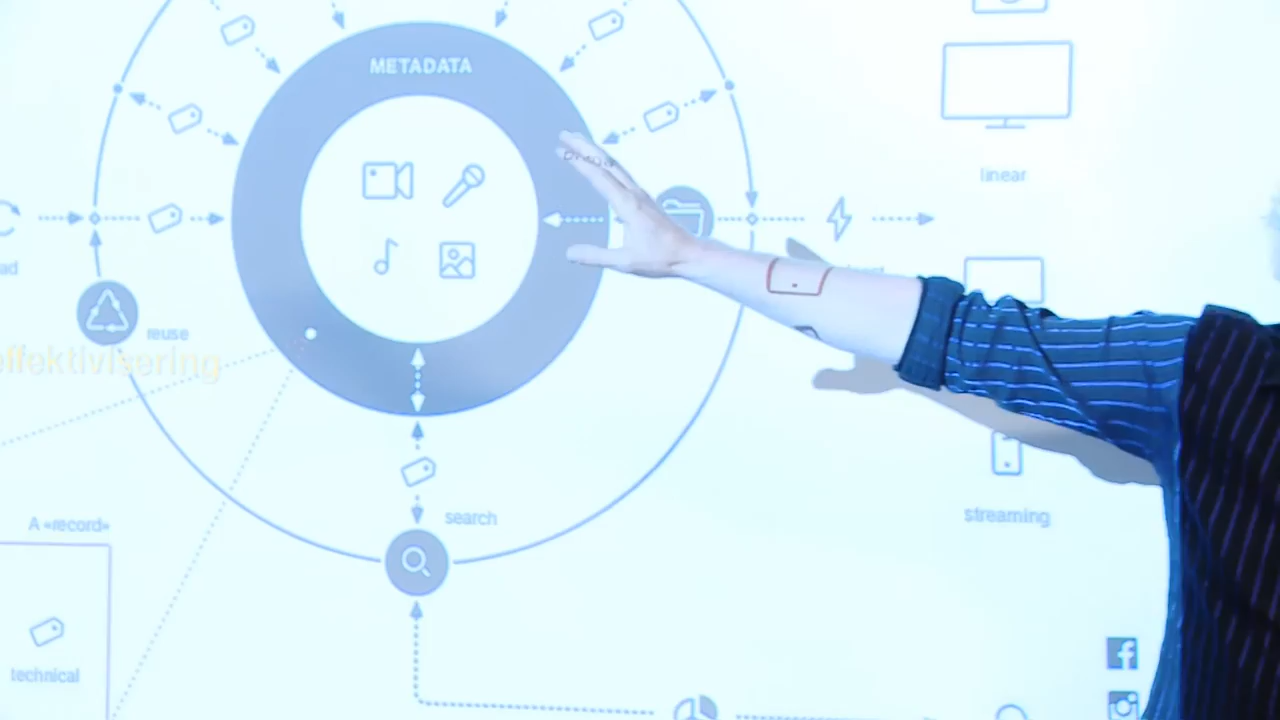 METADATA
linear
reuse
effektivisering
search
streaming
A «record»
technical